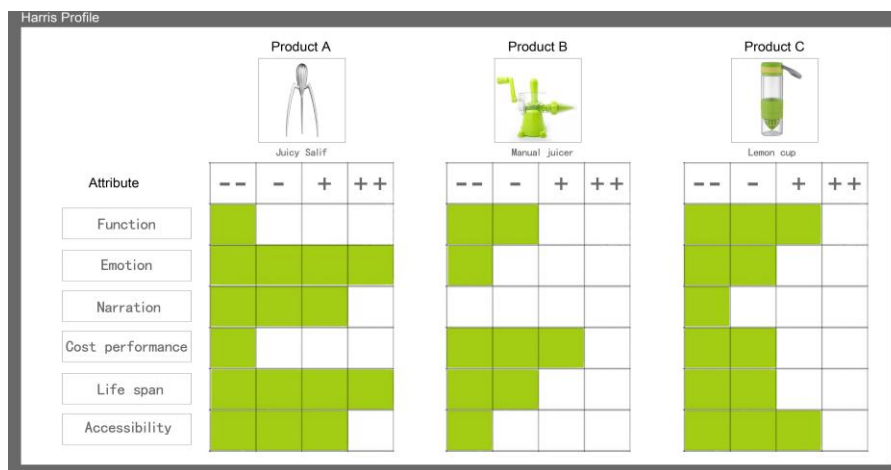 Harris Profile
Product A Product B Product C
Juicy Salif Manual juicer Lemon cup
Attribute -- - + ++ -- - + ++ -- - + ++
Function
Emotion
Narration
Cost performance
Life span
Accessibility